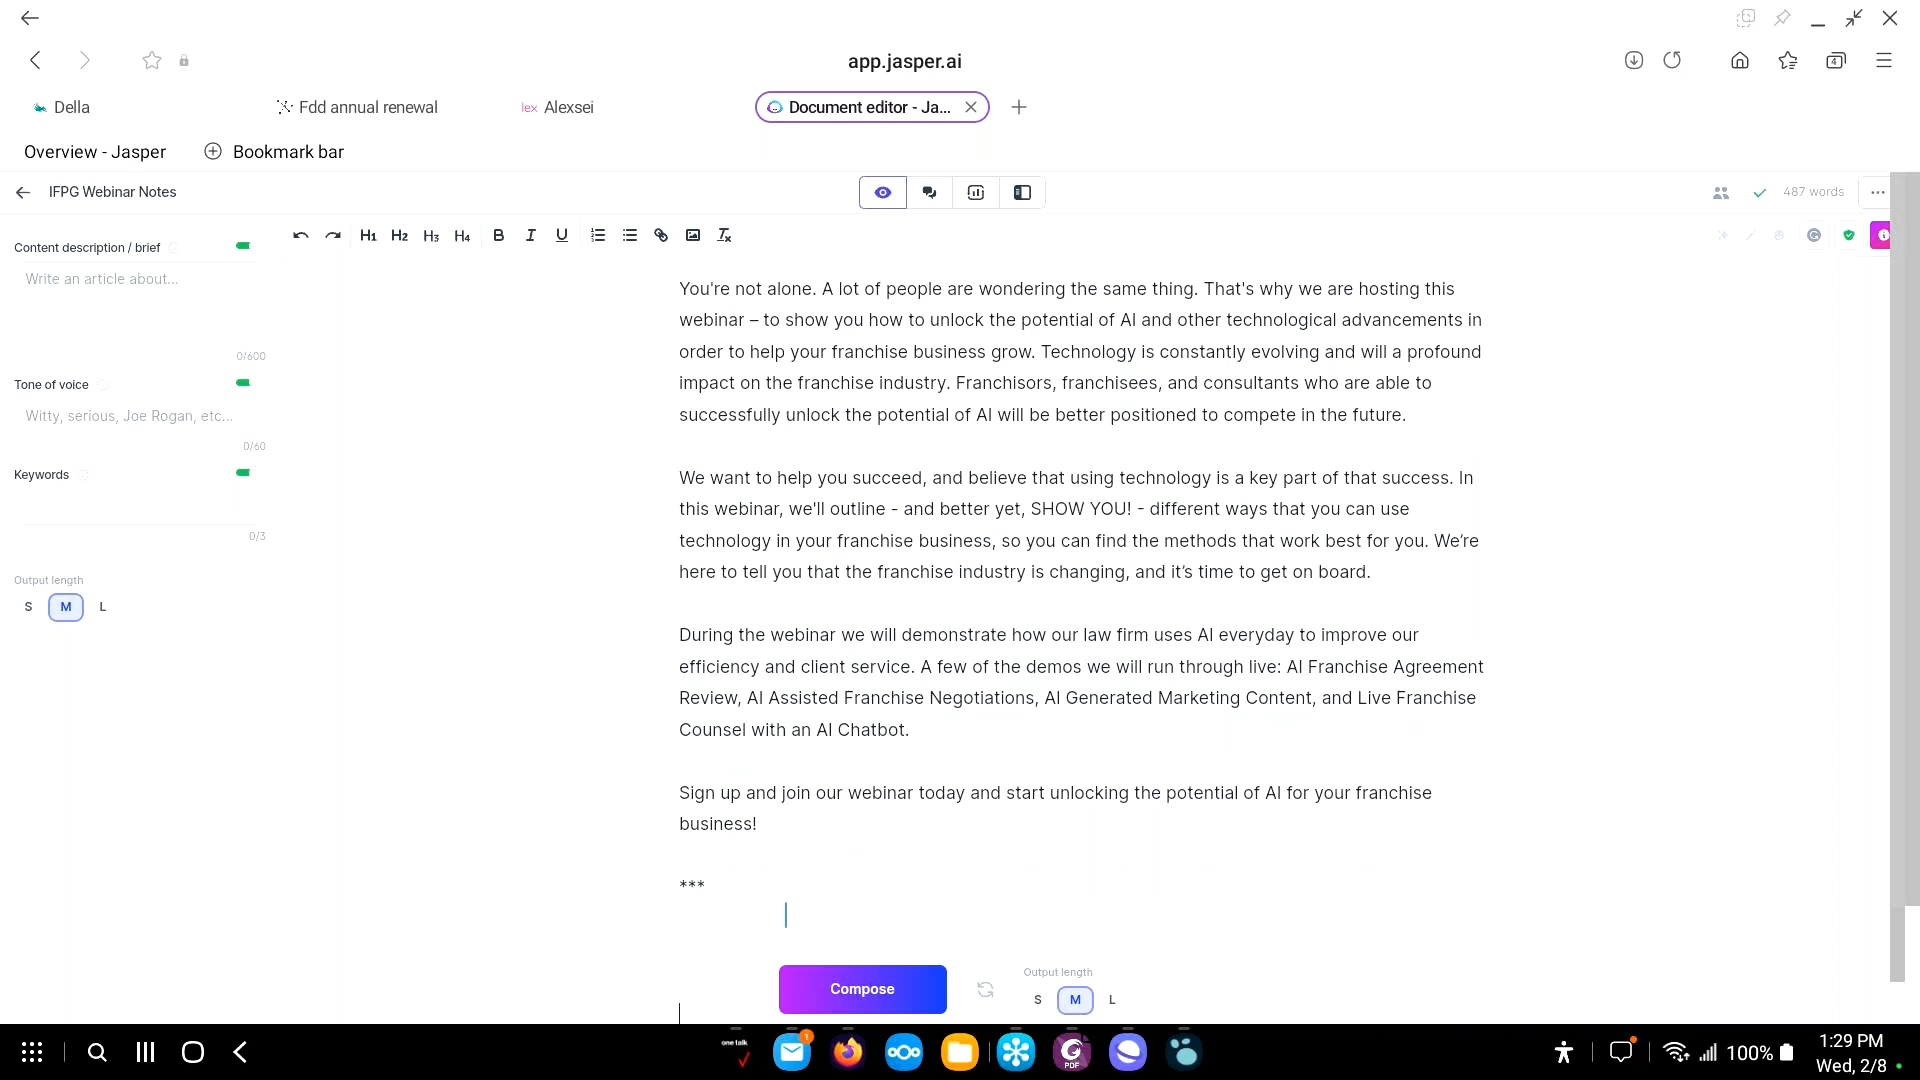 app.jasper.ai
4
Della
Fdd annual renewal
lex Alexsei
Document editor - Ja...
Overview - Jasper
Bookmark bar
IFPG Webinar Notes
487 words
H1 H2 H3 H4 B I U
Content description / brief
Write an article about...
0/600
Tone of voice
Witty, serious, Joe Rogan, etc...
0/60
Keywords
0/3
Output length
S M L
You're not alone. A lot of people are wondering the same thing. That's why we are hosting this
webinar – to show you how to unlock the potential of AI and other technological advancements in
order to help your franchise business grow. Technology is constantly evolving and will a profound
impact on the franchise industry. Franchisors, franchisees, and consultants who are able to
successfully unlock the potential of AI will be better positioned to compete in the future.
We want to help you succeed, and believe that using technology is a key part of that success. In
this webinar, we'll outline - and better yet, SHOW YOU! - different ways that you can use
technology in your franchise business, so you can find the methods that work best for you. We’re
here to tell you that the franchise industry is changing, and it’s time to get on board.
During the webinar we will demonstrate how our law firm uses AI everyday to improve our
efficiency and client service. A few of the demos we will run through live: AI Franchise Agreement
Review, AI Assisted Franchise Negotiations, AI Generated Marketing Content, and Live Franchise
Counsel with an AI Chatbot.
Sign up and join our webinar today and start unlocking the potential of AI for your franchise
business!
***
Compose
Output length
S M L
one talk
1
PDF
100%
1:29 PM
Wed, 2/8